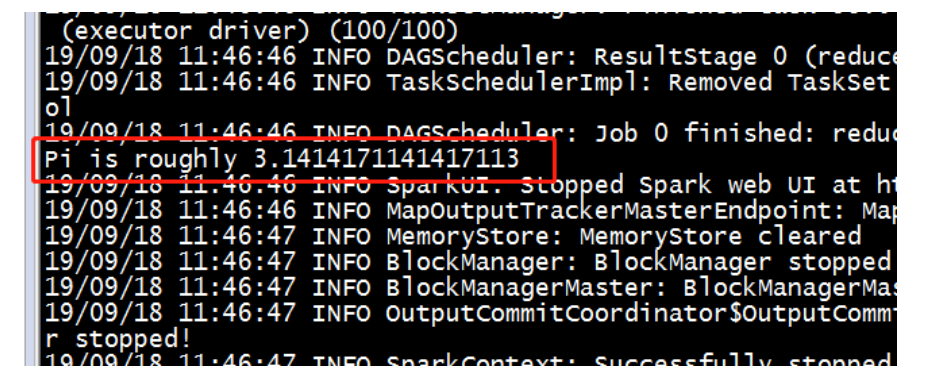 (executor driver) (100/100)
19/09/18 11:46:46 INFO DAGScheduler: ResultStage 0 (reduce
19/09/18 11:46:46 INFO TaskSchedulerImpl: Removed TaskSet
ol
19/09/18 11:46:46 INFO DAGScheduler: Job 0 finished: reduc
Pi is roughly 3.1414171141417113
19/09/18 11:46:46 INFO SparkUI: Stopped Spark web UI at ht
19/09/18 11:46:46 INFO MapOutputTrackerMasterEndpoint: Map
19/09/18 11:46:47 INFO MemoryStore: MemoryStore cleared
19/09/18 11:46:47 INFO BlockManager: BlockManager stopped
19/09/18 11:46:47 INFO BlockManagerMaster: BlockManagerMas
19/09/18 11:46:47 INFO OutputCommitCoordinator$OutputComm
r stopped!
19/09/18 11:46:47 INFO SparkContext: Successfully stopped